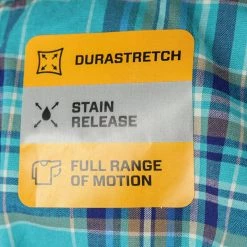 DURASTRETCH
STAIN
RELEASE
FULL RANGE
OF MOTION